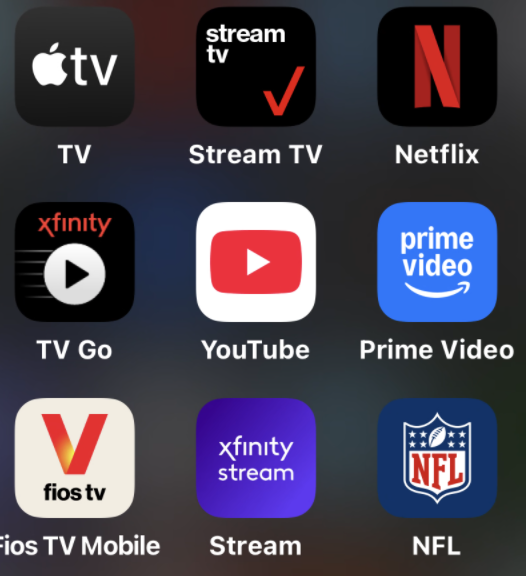 tv
stream
tv
N
TV
Stream TV
Netflix
xfinity
prime
video
TV Go
YouTube
Prime Video
V
fios tv
xfinity
stream
NFL
Fios TV Mobile
Stream
NFL